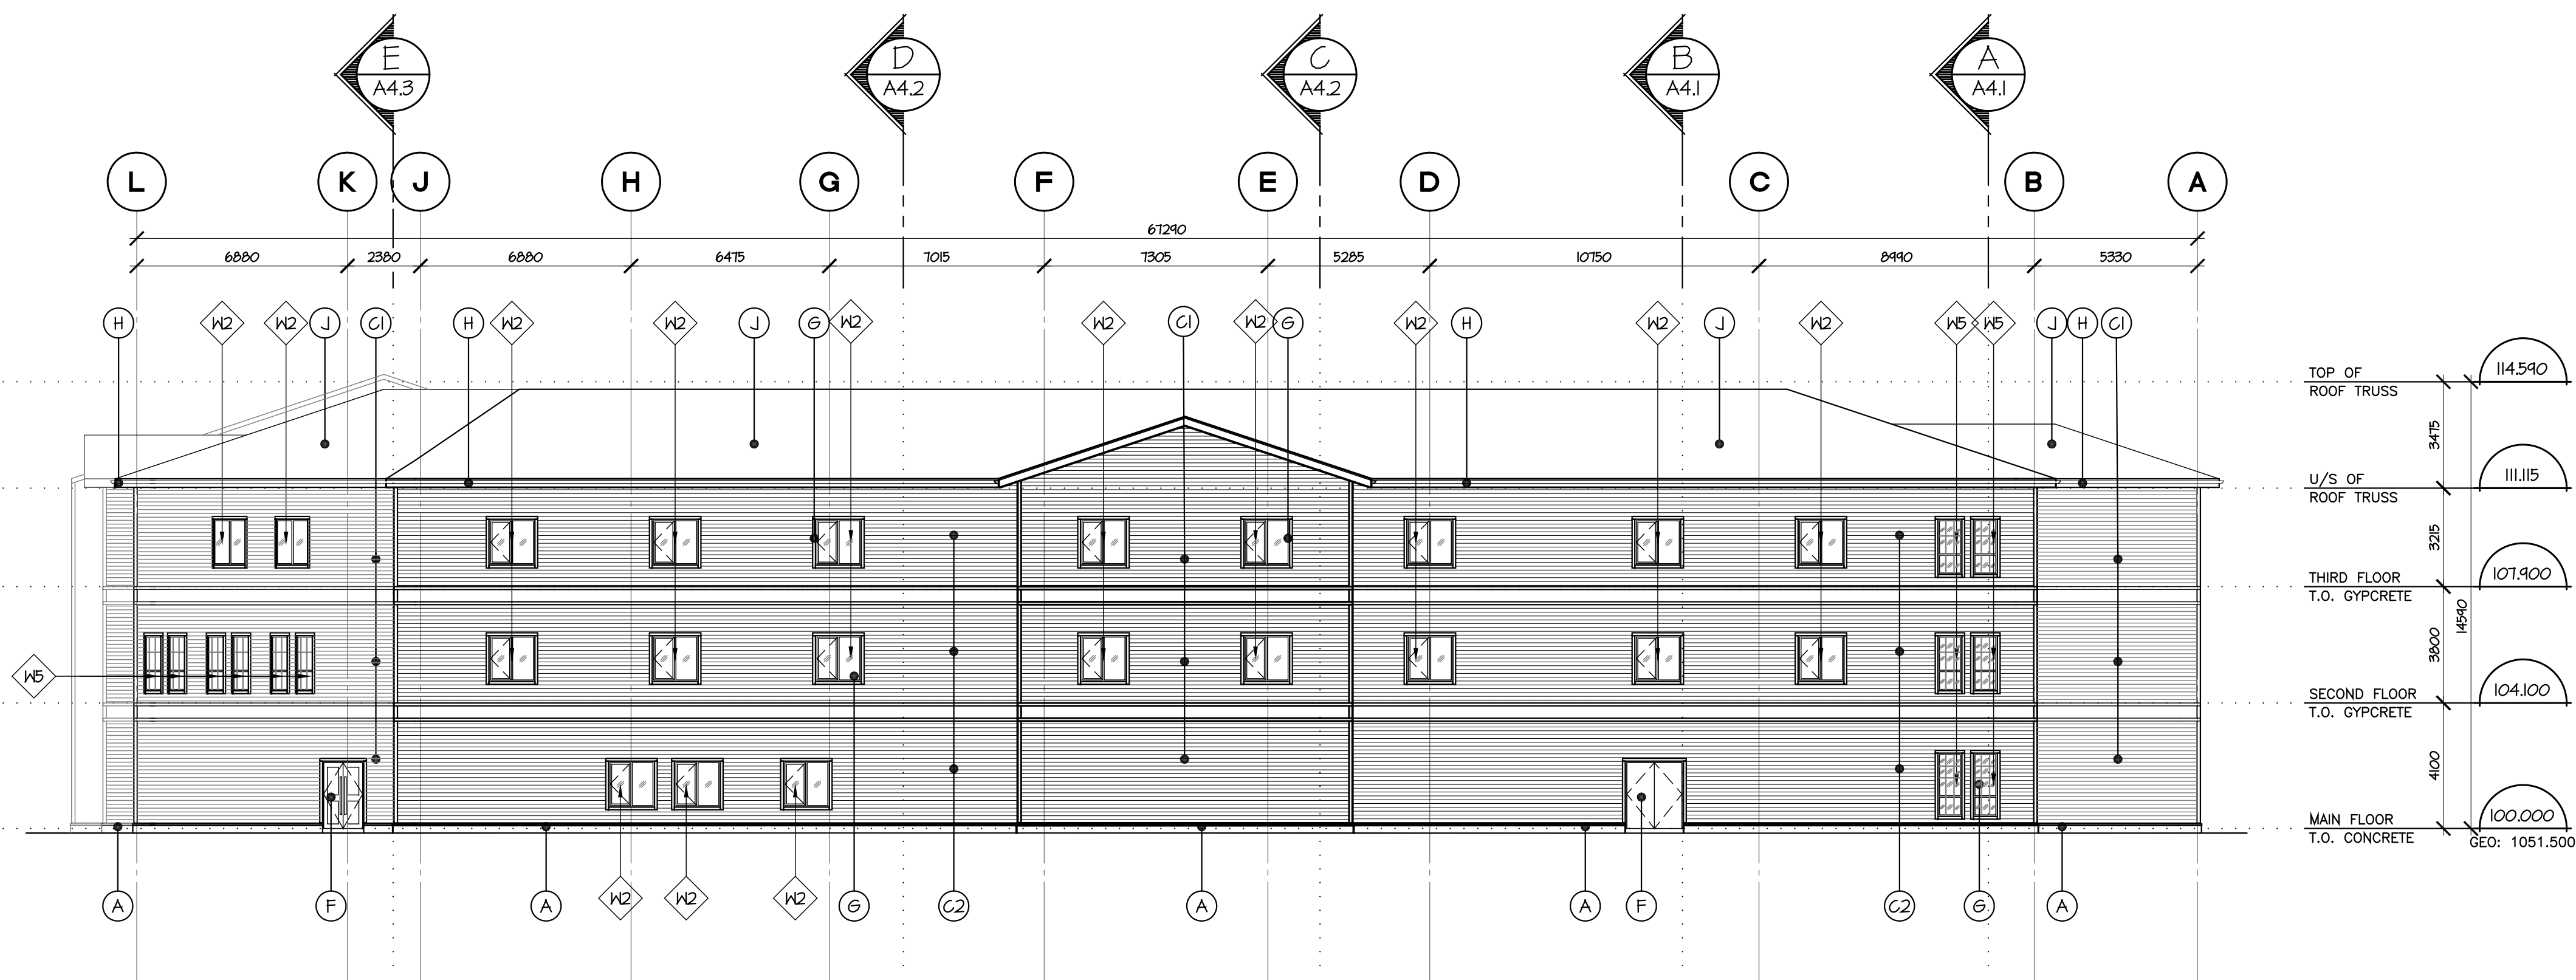 E D C B A
A4.3 A4.2 A4.2 A4.1 A4.1
L K J H G F E D C B A
67290
6880 2380 6880 6475 7015 7305 5285 10750 8990 5330
H W2 W2 J C1 H W2 W2 J G W2 W2 C1 W2 G W2 H W2 J W2 W5 W5 J H C1
TOP OF
ROOF TRUSS
114.590
3475
U/S OF
ROOF TRUSS
111.115
3215
THIRD FLOOR
T.O. GYPCRETE
107.900
14590
3800
W5
SECOND FLOOR
T.O. GYPCRETE
104.100
4100
MAIN FLOOR
T.O. CONCRETE
100.000
GEO: 1051.500
A F A W2 W2 W2 G C2 A A F C2 G A